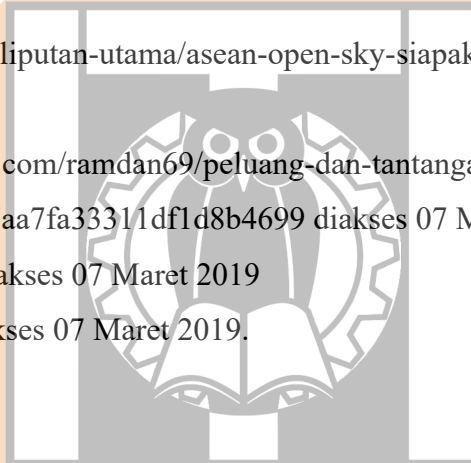 liputan-utama/asean-open-sky-siapak
com/ramdan69/peluang-dan-tantanga
aa7fa33311df1d8b4699 diakses 07 M
akses 07 Maret 2019
kses 07 Maret 2019.